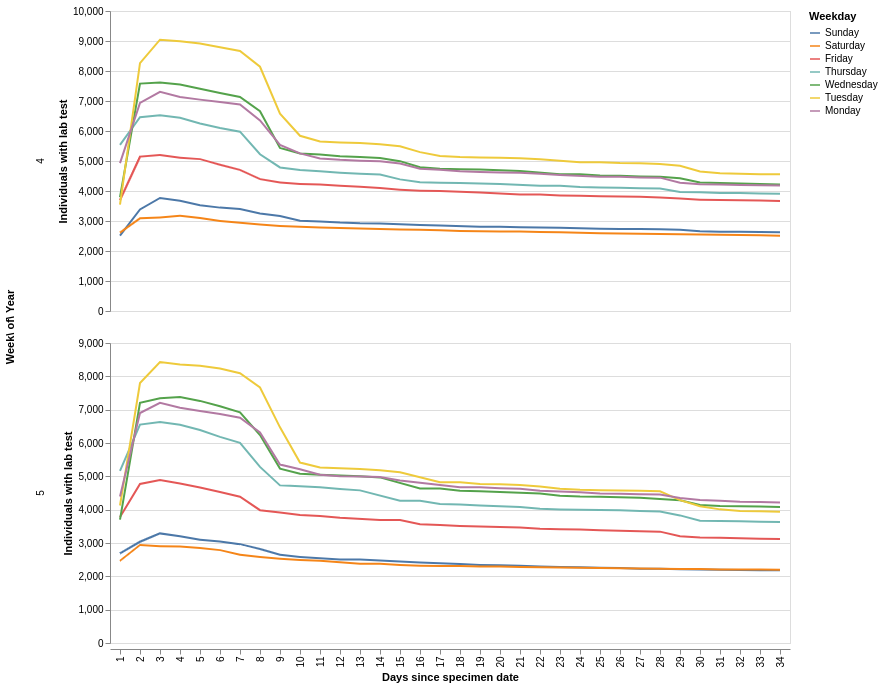 Weekday
Sunday
Saturday
Friday
Thursday
Wednesday
Tuesday
Monday
Week\ of\ Year
4
Individuals with lab test
10,000
9,000
8,000
7,000
6,000
5,000
4,000
3,000
2,000
1,000
0
5
Individuals with lab test
9,000
8,000
7,000
6,000
5,000
4,000
3,000
2,000
1,000
0
1 2 3 4 5 6 7 8 9 10 11 12 13 14 15 16 17 18 19 20 21 22 23 24 25 26 27 28 29 30 31 32 33 34
Days since specimen date